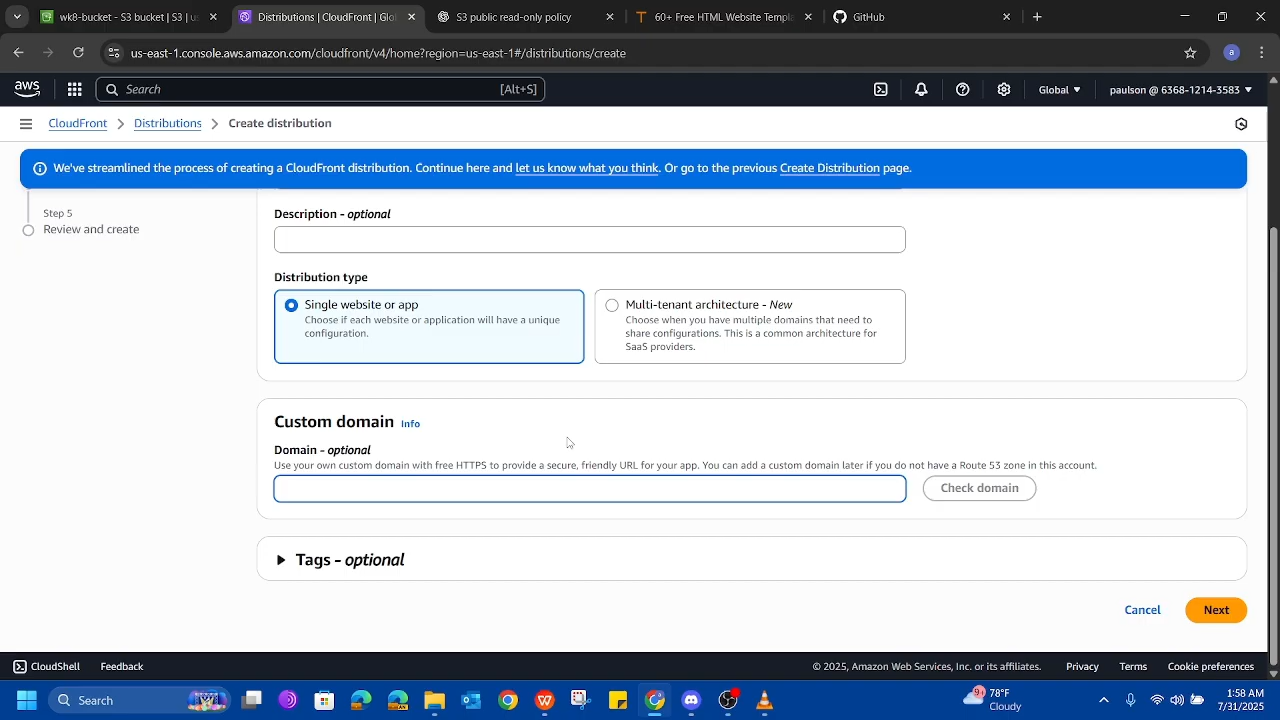 wk8-bucket - S3 bucket | S3 | us
Distributions | CloudFront | Glo
S3 public read-only policy
60+ Free HTML Website Templa
GitHub
us-east-1.console.aws.amazon.com/cloudfront/v4/home?region=us-east-1#/distributions/create
a
aws
Search
[Alt+S]
Global
paulson @ 6368-1214-3583
CloudFront
Distributions
Create distribution
We've streamlined the process of creating a CloudFront distribution. Continue here and let us know what you think. Or go to the previous Create Distribution page.
Step 5
Review and create
Description - optional
Distribution type
Single website or app
Choose if each website or application will have a unique
configuration.
Multi-tenant architecture - New
Choose when you have multiple domains that need to
share configurations. This is a common architecture for
SaaS providers.
Custom domain Info
Domain - optional
Use your own custom domain with free HTTPS to provide a secure, friendly URL for your app. You can add a custom domain later if you do not have a Route 53 zone in this account.
Check domain
Tags - optional
Cancel
Next
CloudShell
Feedback
© 2025, Amazon Web Services, Inc. or its affiliates.
Privacy
Terms
Cookie preferences
Search
9+
78°F
Cloudy
1:58 AM
7/31/2025